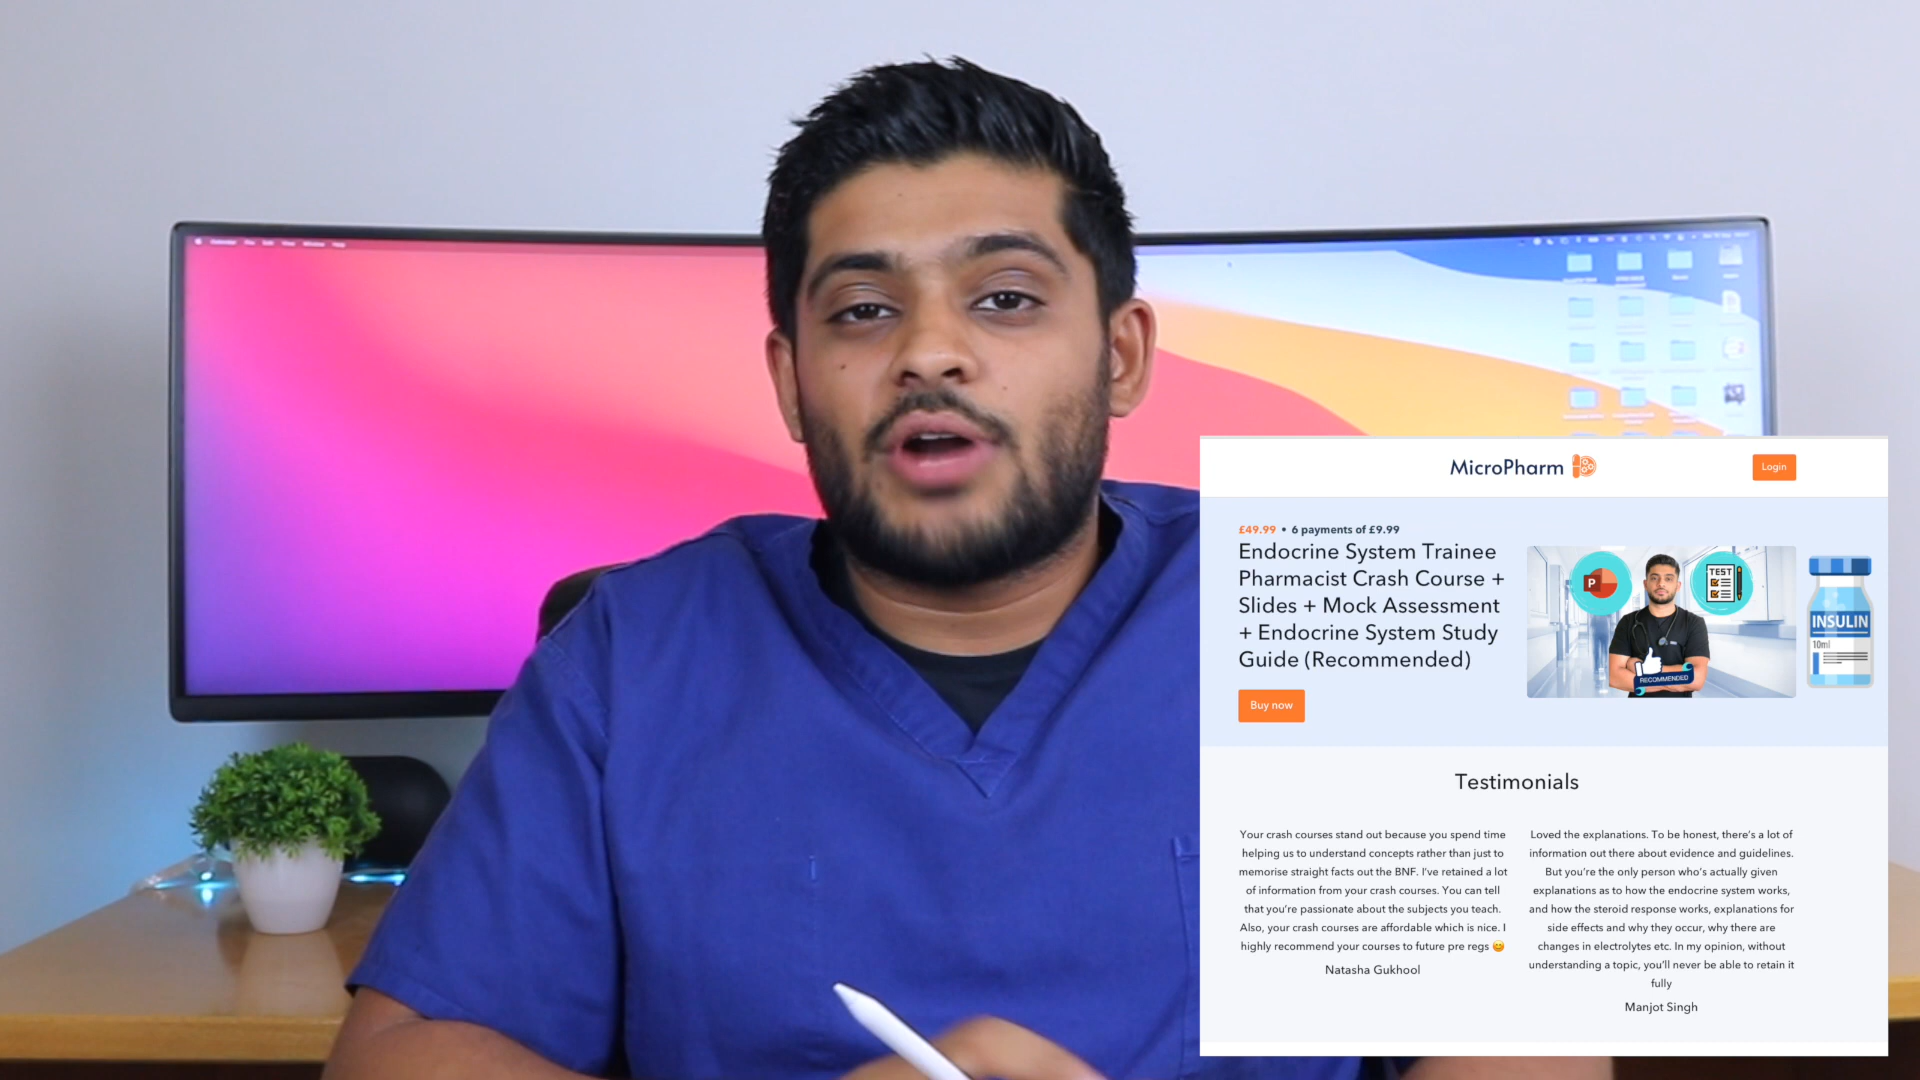 MicroPharm
Login
£49.99 • 6 payments of £9.99
Endocrine System Trainee
Pharmacist Crash Course +
Slides + Mock Assessment
+ Endocrine System Study
Guide (Recommended)
Buy now
P
TEST
RECOMMENDED
INSULIN
10ml
Testimonials
Your crash courses stand out because you spend time
helping us to understand concepts rather than just to
memorise straight facts out the BNF. I've retained a lot
of information from your crash courses. You can tell
that you're passionate about the subjects you teach.
Also, your crash courses are affordable which is nice. I
highly recommend your courses to future pre regs 😊
Natasha Gukhool
Loved the explanations. To be honest, there's a lot of
information out there about evidence and guidelines.
But you're the only person who's actually given
explanations as to how the endocrine system works,
and how the steroid response works, explanations for
side effects and why they occur, why there are
changes in electrolytes etc. In my opinion, without
understanding a topic, you'll never be able to retain it
fully
Manjot Singh